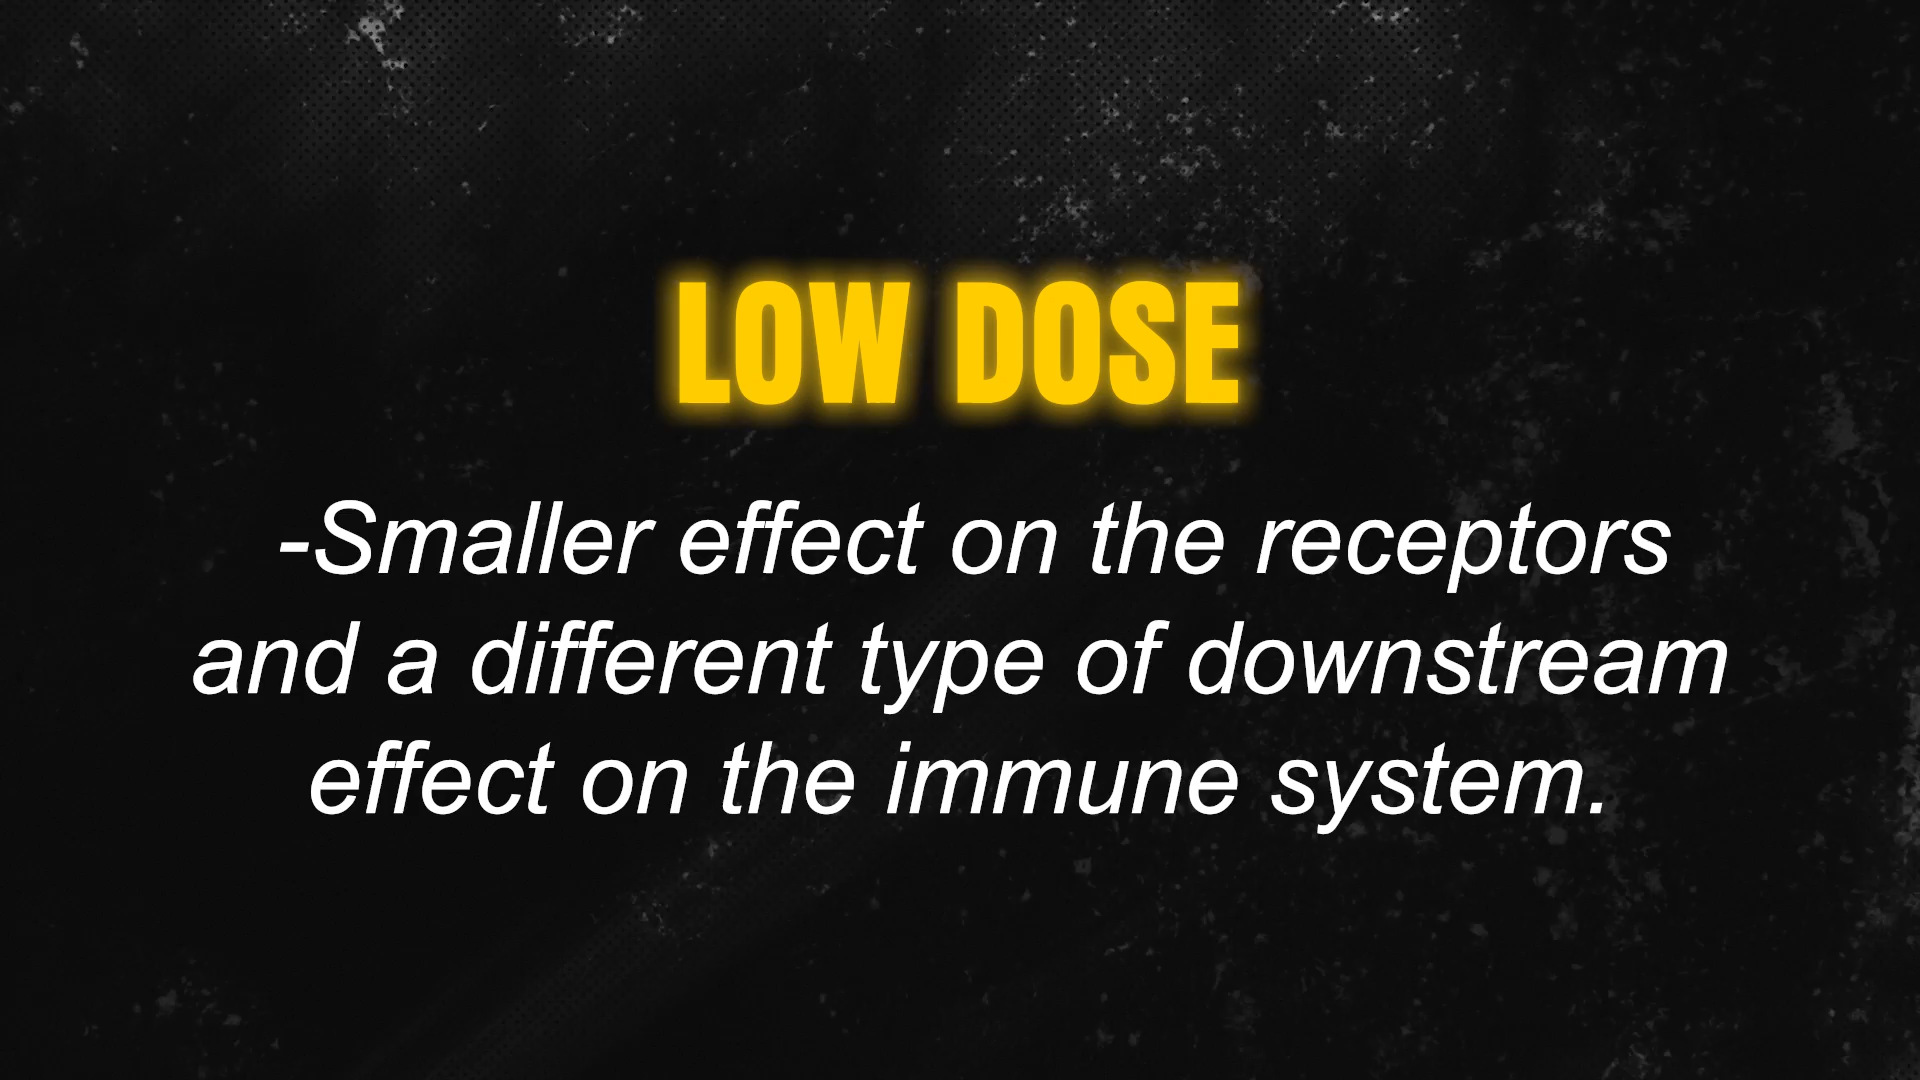 LOW DOSE
-Smaller effect on the receptors
and a different type of downstream
effect on the immune system.